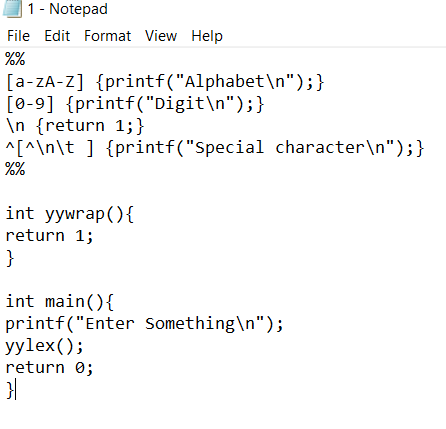 1 - Notepad
File Edit Format View Help
%%
[a-zA-Z] {printf("Alphabet\n");}
[0-9] {printf("Digit\n");}
\n {return 1;}
^[^\n\t ] {printf("Special character\n");}
%%

int yywrap(){
return 1;
}

int main(){
printf("Enter Something\n");
yylex();
return 0;
}